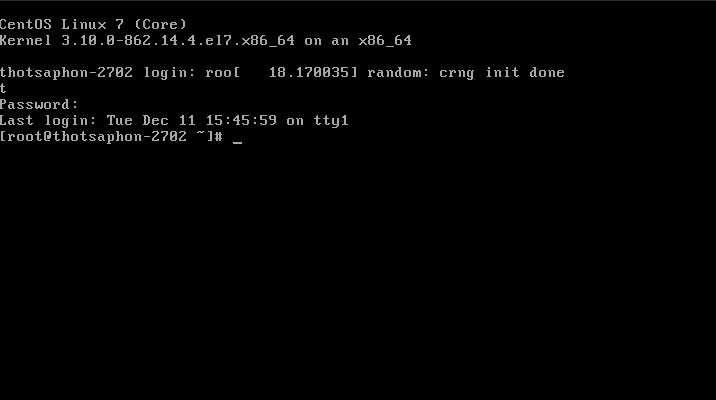 CentOS Linux 7 (Core)
Kernel 3.10.0-862.14.4.el7.x86_64 on an x86_64
thotsaphon-2702 login: roo[   18.170035] random: crng init done
t
Password:
Last login: Tue Dec 11 15:45:59 on tty1
[root@thotsaphon-2702 ~]# _